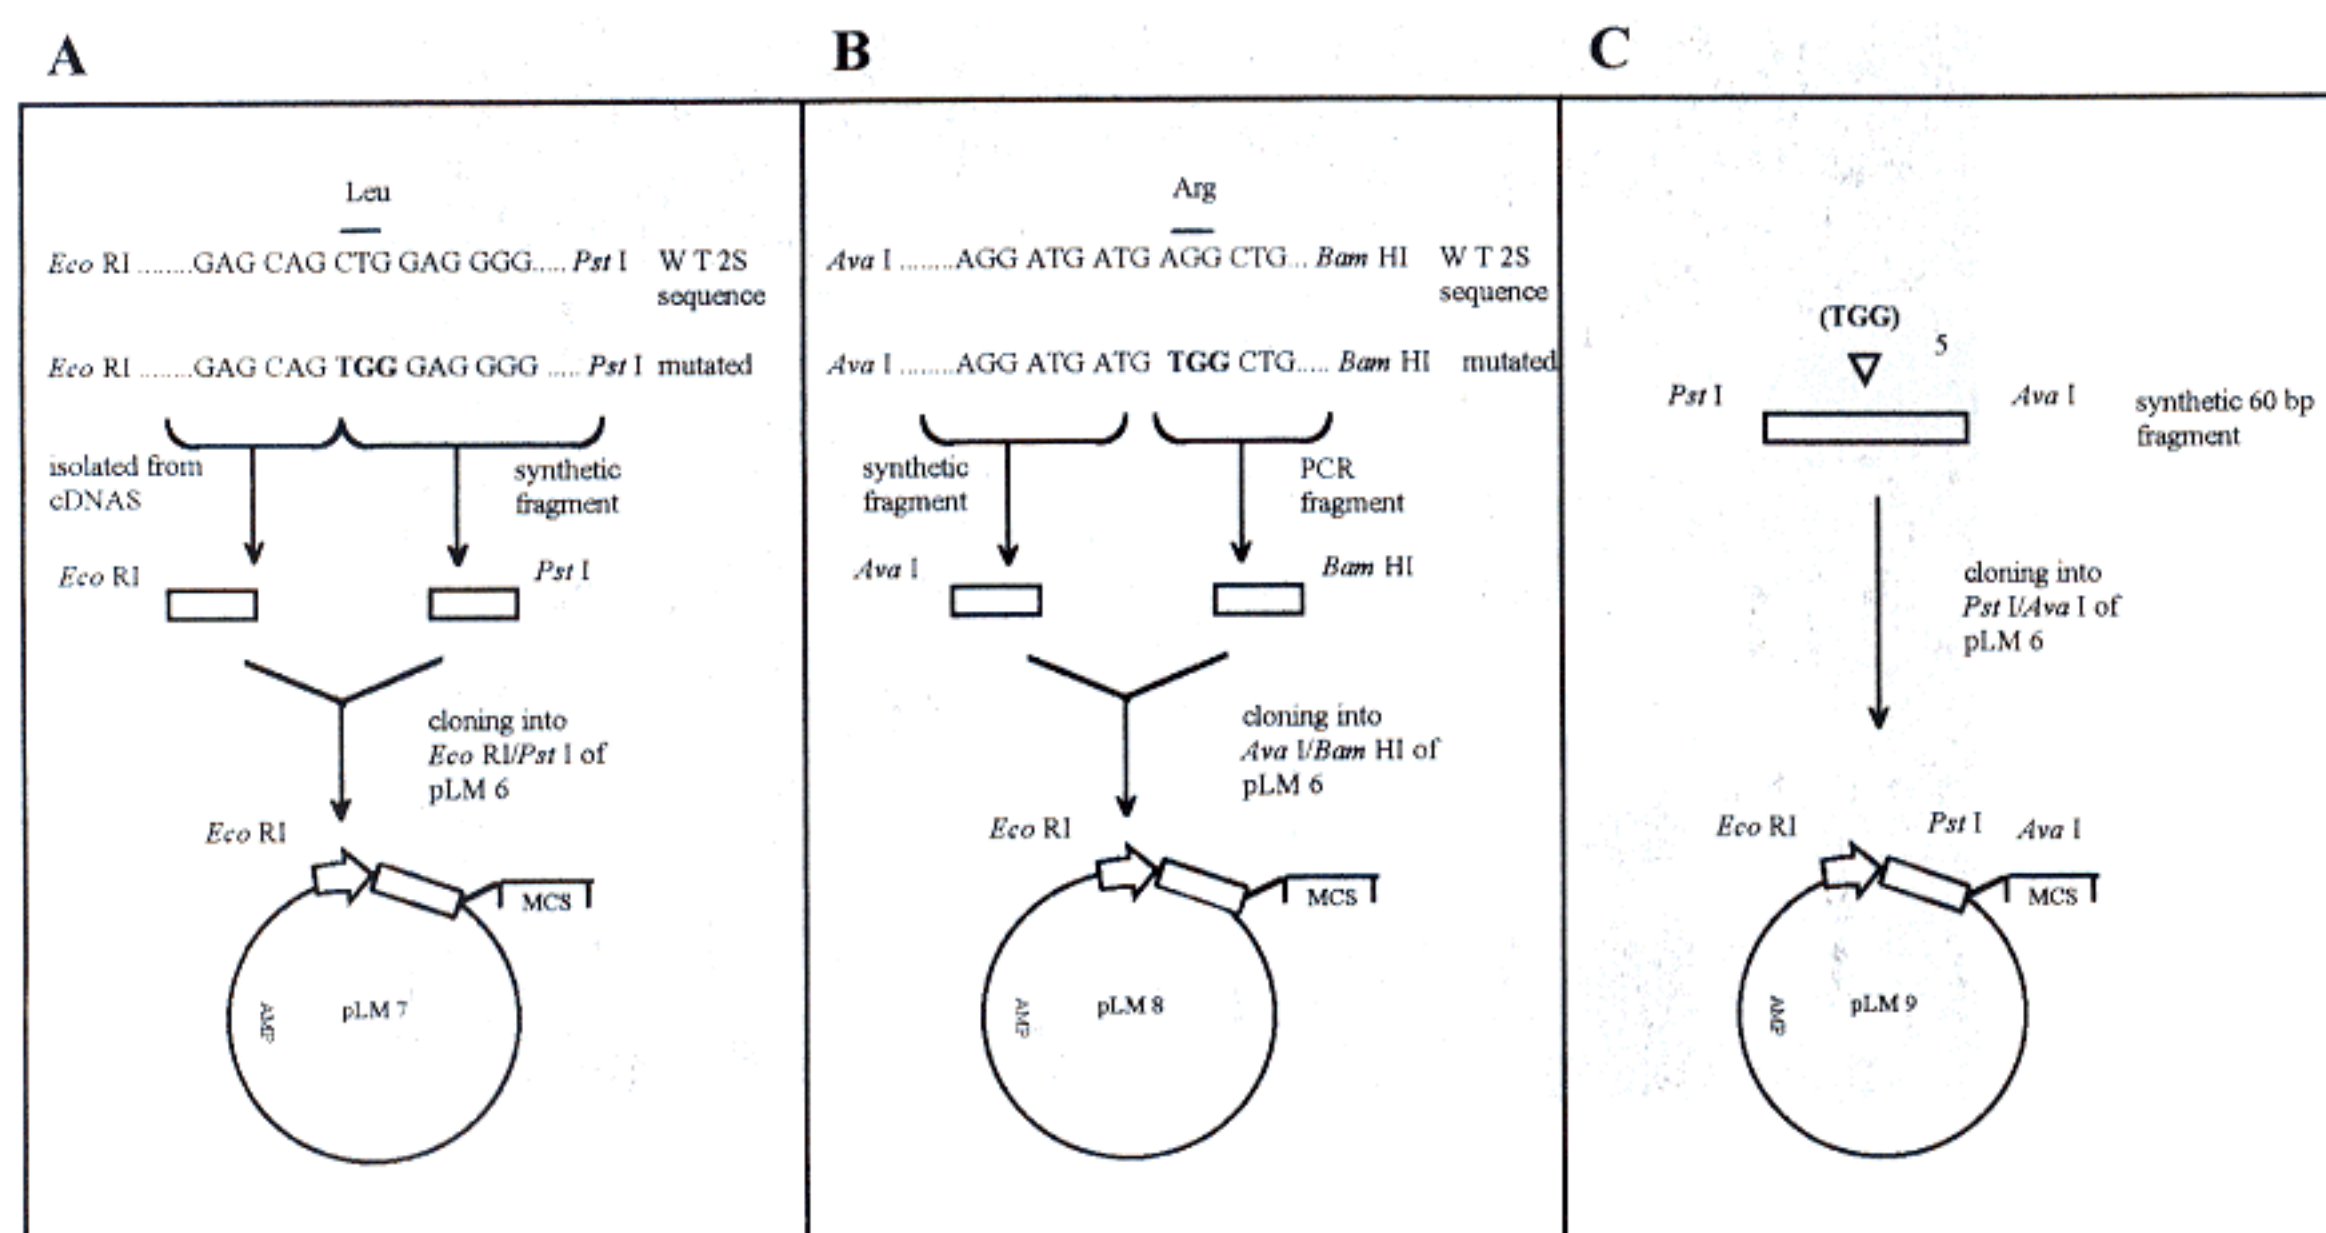 A
Leu
Eco RI ........GAG CAG CTG GAG GGG..... Pst I W T 2S
sequence
Eco RI ........GAG CAG TGG GAG GGG ..... Pst I mutated
isolated from
cDNAS
synthetic
fragment
Eco RI
Pst I
cloning into
Eco RI/Pst I of
pLM 6
Eco RI
MCS
AMP
pLM 7
B
Arg
Ava I ........AGG ATG ATG AGG CTG... Bam HI W T 2S
sequence
Ava I ........AGG ATG ATG TGG CTG..... Bam HI mutated
synthetic
fragment
PCR
fragment
Ava I
Bam HI
cloning into
Ava I/Bam HI of
pLM 6
Eco RI
MCS
AMP
pLM 8
C
(TGG)
5
Pst I
Ava I
synthetic 60 bp
fragment
cloning into
Pst I/Ava I of
pLM 6
Eco RI
Pst I
Ava I
MCS
AMP
pLM 9